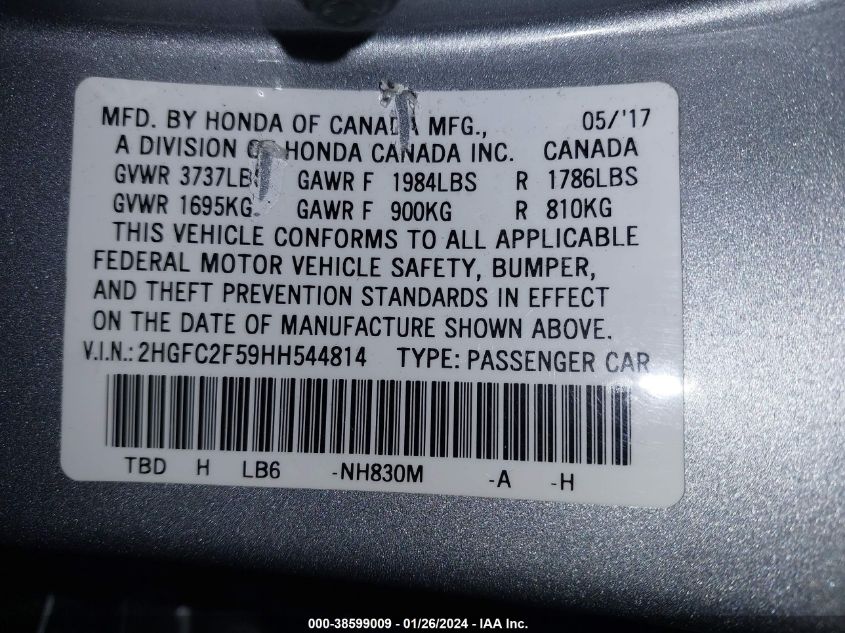 MFD. BY HONDA OF CANADA MFG., 05/'17
A DIVISION OF HONDA CANADA INC. CANADA
GVWR 3737LBS GAWR F 1984LBS R 1786LBS
GVWR 1695KG GAWR F 900KG R 810KG
THIS VEHICLE CONFORMS TO ALL APPLICABLE
FEDERAL MOTOR VEHICLE SAFETY, BUMPER,
AND THEFT PREVENTION STANDARDS IN EFFECT
ON THE DATE OF MANUFACTURE SHOWN ABOVE.
V.I.N.: 2HGFC2F59HH544814 TYPE: PASSENGER CAR
TBD H LB6 -NH830M -A -H
000-38599009 - 01/26/2024 - IAA Inc.